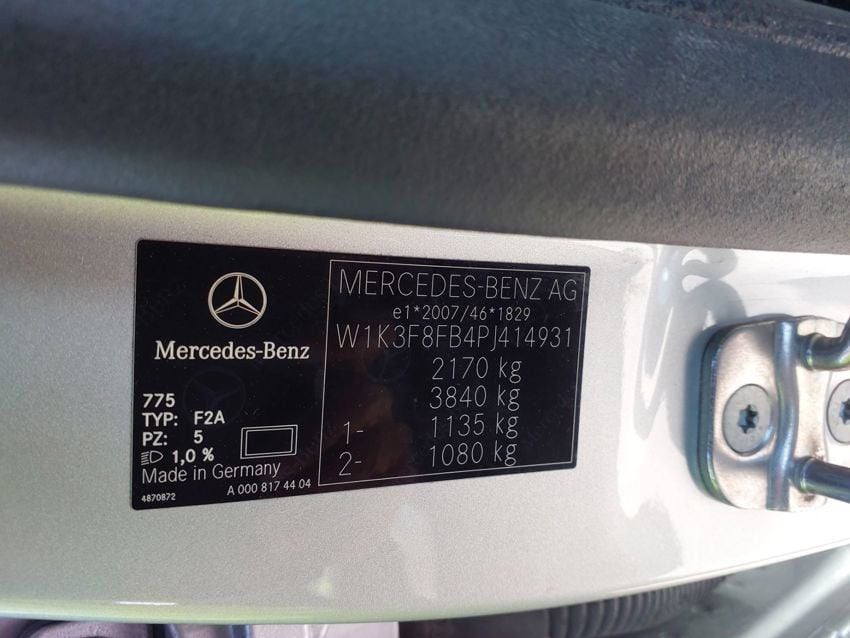 Mercedes-Benz
775
TYP: F2A
PZ: 5
1,0 %
Made in Germany
4870872
A 000 817 44 04
MERCEDES-BENZ AG
e1*2007/46*1829
W1K3F8FB4PJ414931
2170 kg
3840 kg
1- 1135 kg
2- 1080 kg